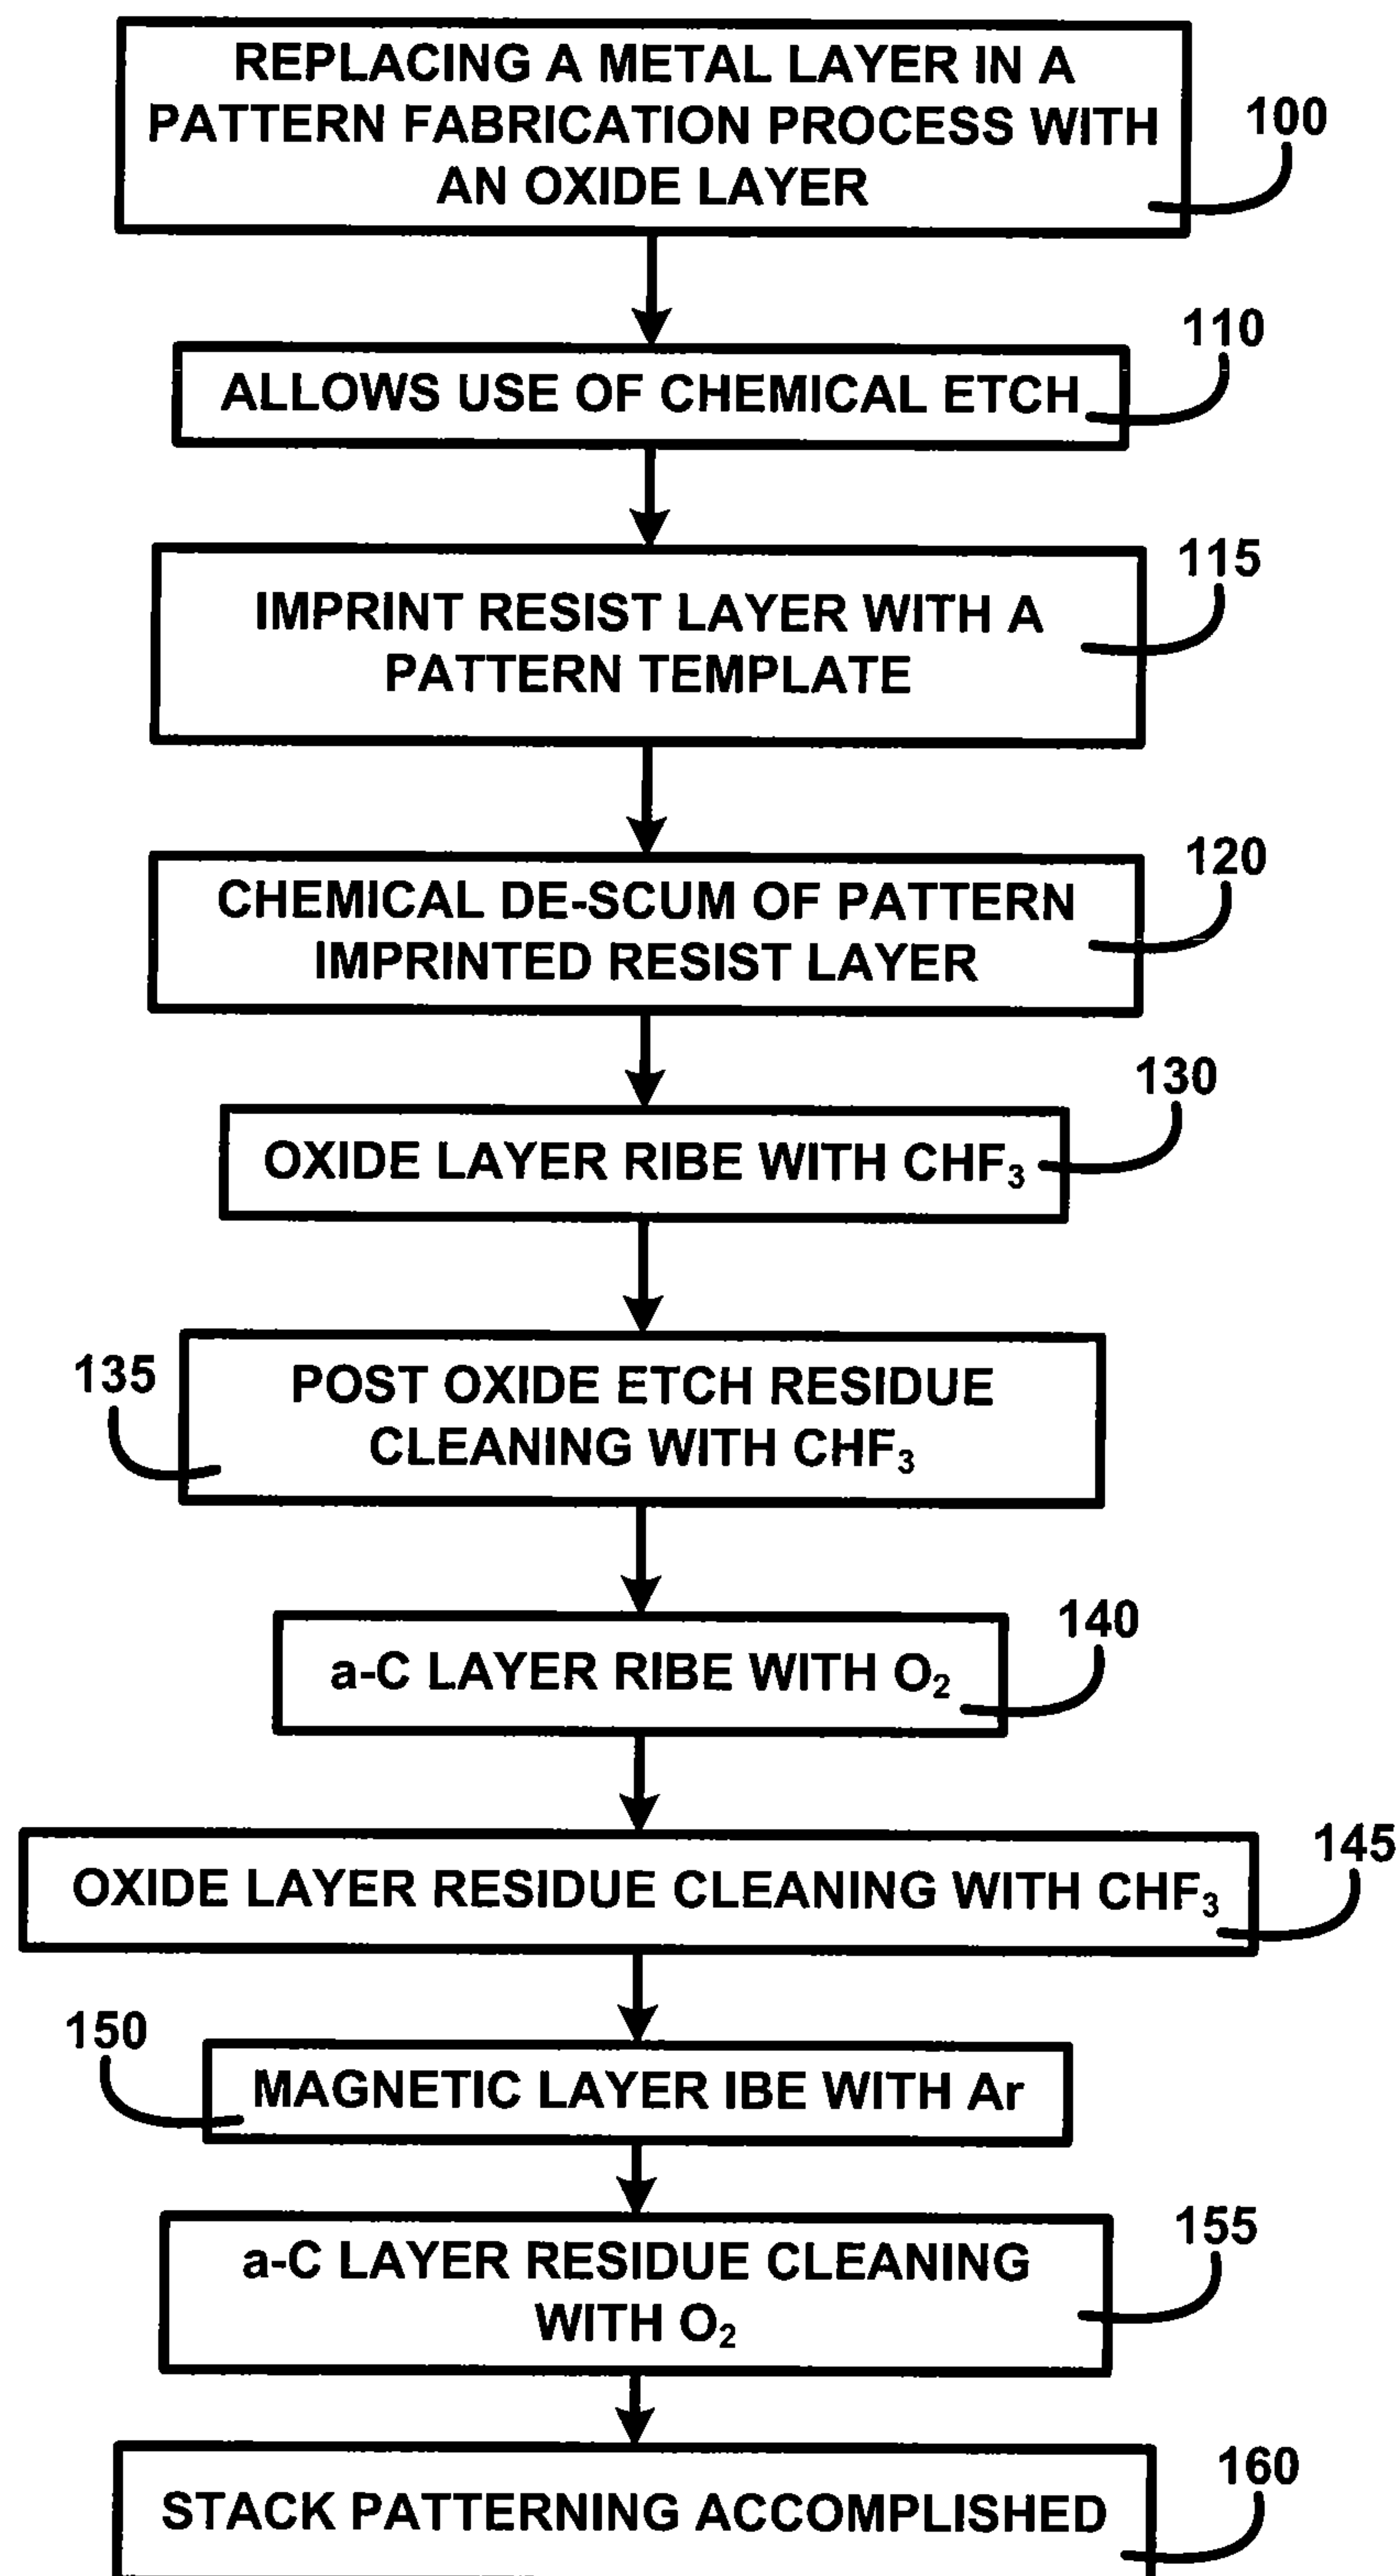 REPLACING A METAL LAYER IN A
PATTERN FABRICATION PROCESS WITH
AN OXIDE LAYER
100
ALLOWS USE OF CHEMICAL ETCH
110
IMPRINT RESIST LAYER WITH A
PATTERN TEMPLATE
115
CHEMICAL DE-SCUM OF PATTERN
IMPRINTED RESIST LAYER
120
OXIDE LAYER RIBE WITH CHF₃
130
POST OXIDE ETCH RESIDUE
CLEANING WITH CHF₃
135
a-C LAYER RIBE WITH O₂
140
OXIDE LAYER RESIDUE CLEANING WITH CHF₃
145
MAGNETIC LAYER IBE WITH Ar
150
a-C LAYER RESIDUE CLEANING
WITH O₂
155
STACK PATTERNING ACCOMPLISHED
160